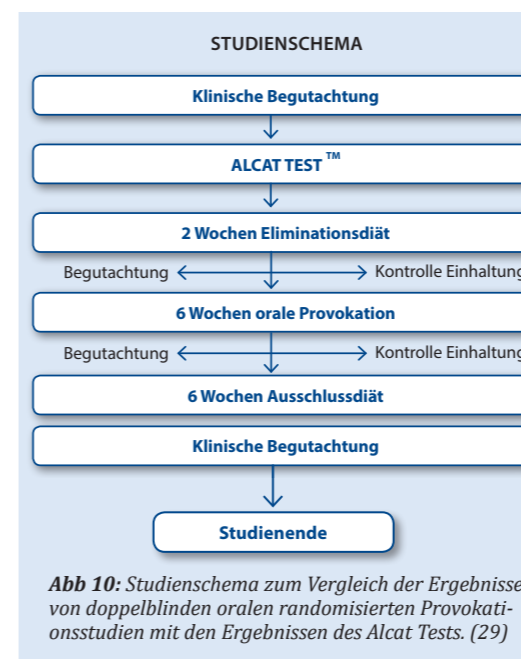 STUDIENSCHEMA
Klinische Begutachtung
ALCAT TEST™
2 Wochen Eliminationsdiät
Begutachtung Kontrolle Einhaltung
6 Wochen orale Provokation
Begutachtung Kontrolle Einhaltung
6 Wochen Ausschlussdiät
Klinische Begutachtung
Studienende
Abb 10: Studienschema zum Vergleich der Ergebnisse
von doppelblinden oralen randomisierten Provokati-
onsstudien mit den Ergebnissen des Alcat Tests. (29)